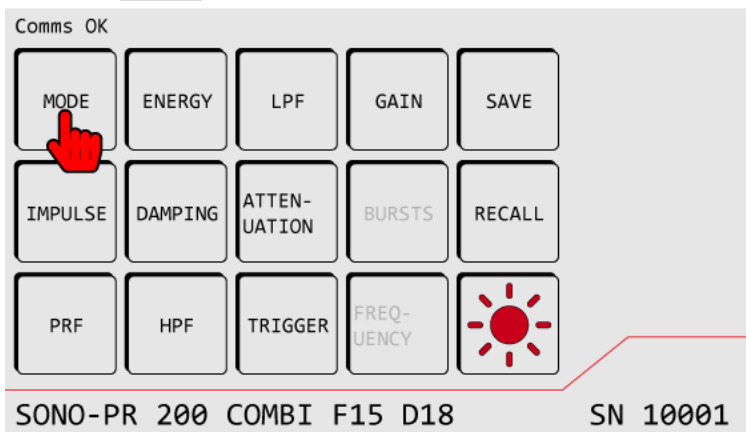 Comms OK
MODE
ENERGY
LPF
GAIN
SAVE
IMPULSE
DAMPING
ATTEN-
UATION
BURSTS
RECALL
PRF
HPF
TRIGGER
FREQ-
UENCY
SONO-PR 200 COMBI F15 D18
SN 10001